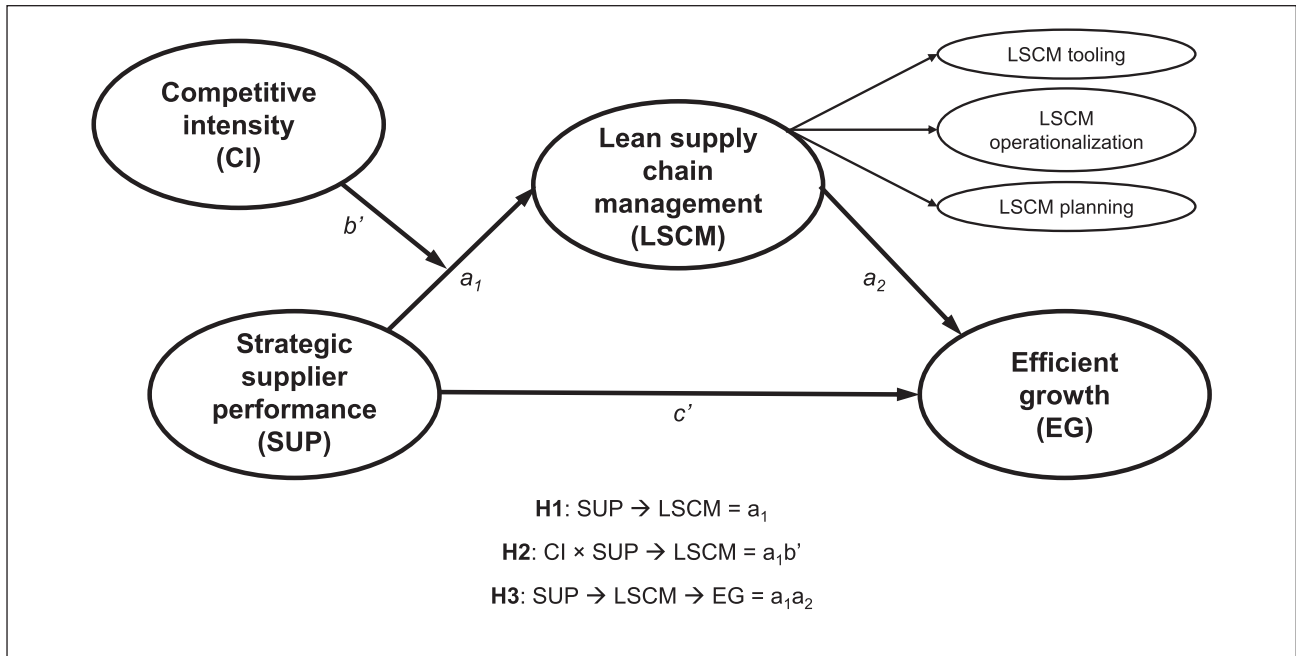 Competitive
intensity
(CI)
Lean supply
chain
management
(LSCM)
LSCM tooling
LSCM
operationalization
LSCM planning
b’
a₁
a₂
Strategic
supplier
performance
(SUP)
Efficient
growth
(EG)
c’
H1: SUP → LSCM = a₁
H2: CI × SUP → LSCM = a₁b’
H3: SUP → LSCM → EG = a₁a₂